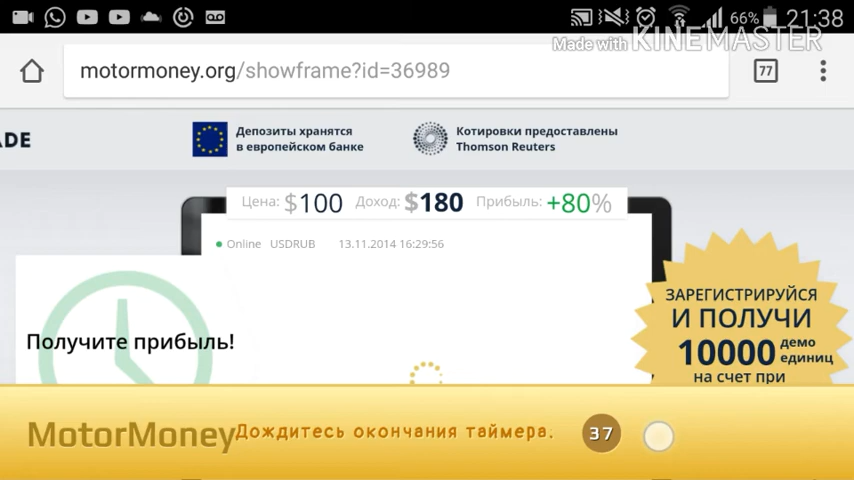 66% 21:38
Made with KINEMASTER
motormoney.org/showframe?id=36989
77
ADE
Депозиты хранятся
в европейском банке
Котировки предоставлены
Thomson Reuters
Цена: $100 Доход: $180 Прибыль: +80%
Online USDRUB 13.11.2014 16:29:56
Получите прибыль!
ЗАРЕГИСТРИРУЙСЯ
И ПОЛУЧИ
10000 демо
единиц
на счет при
MotorMoney Дождитесь окончания таймера. 37